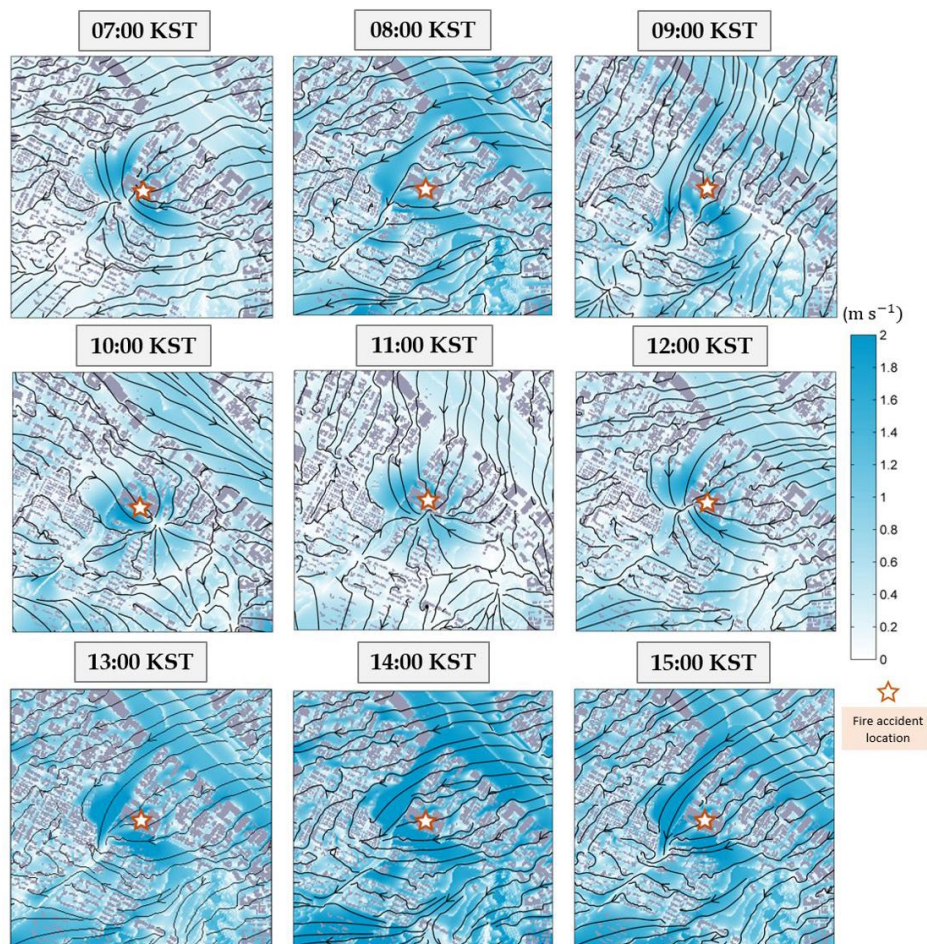 07:00 KST
08:00 KST
09:00 KST
10:00 KST
11:00 KST
12:00 KST
(m s⁻¹)
2
1.8
1.6
1.4
1.2
1
0.8
0.6
0.4
0.2
0
13:00 KST
14:00 KST
15:00 KST
Fire accident
location